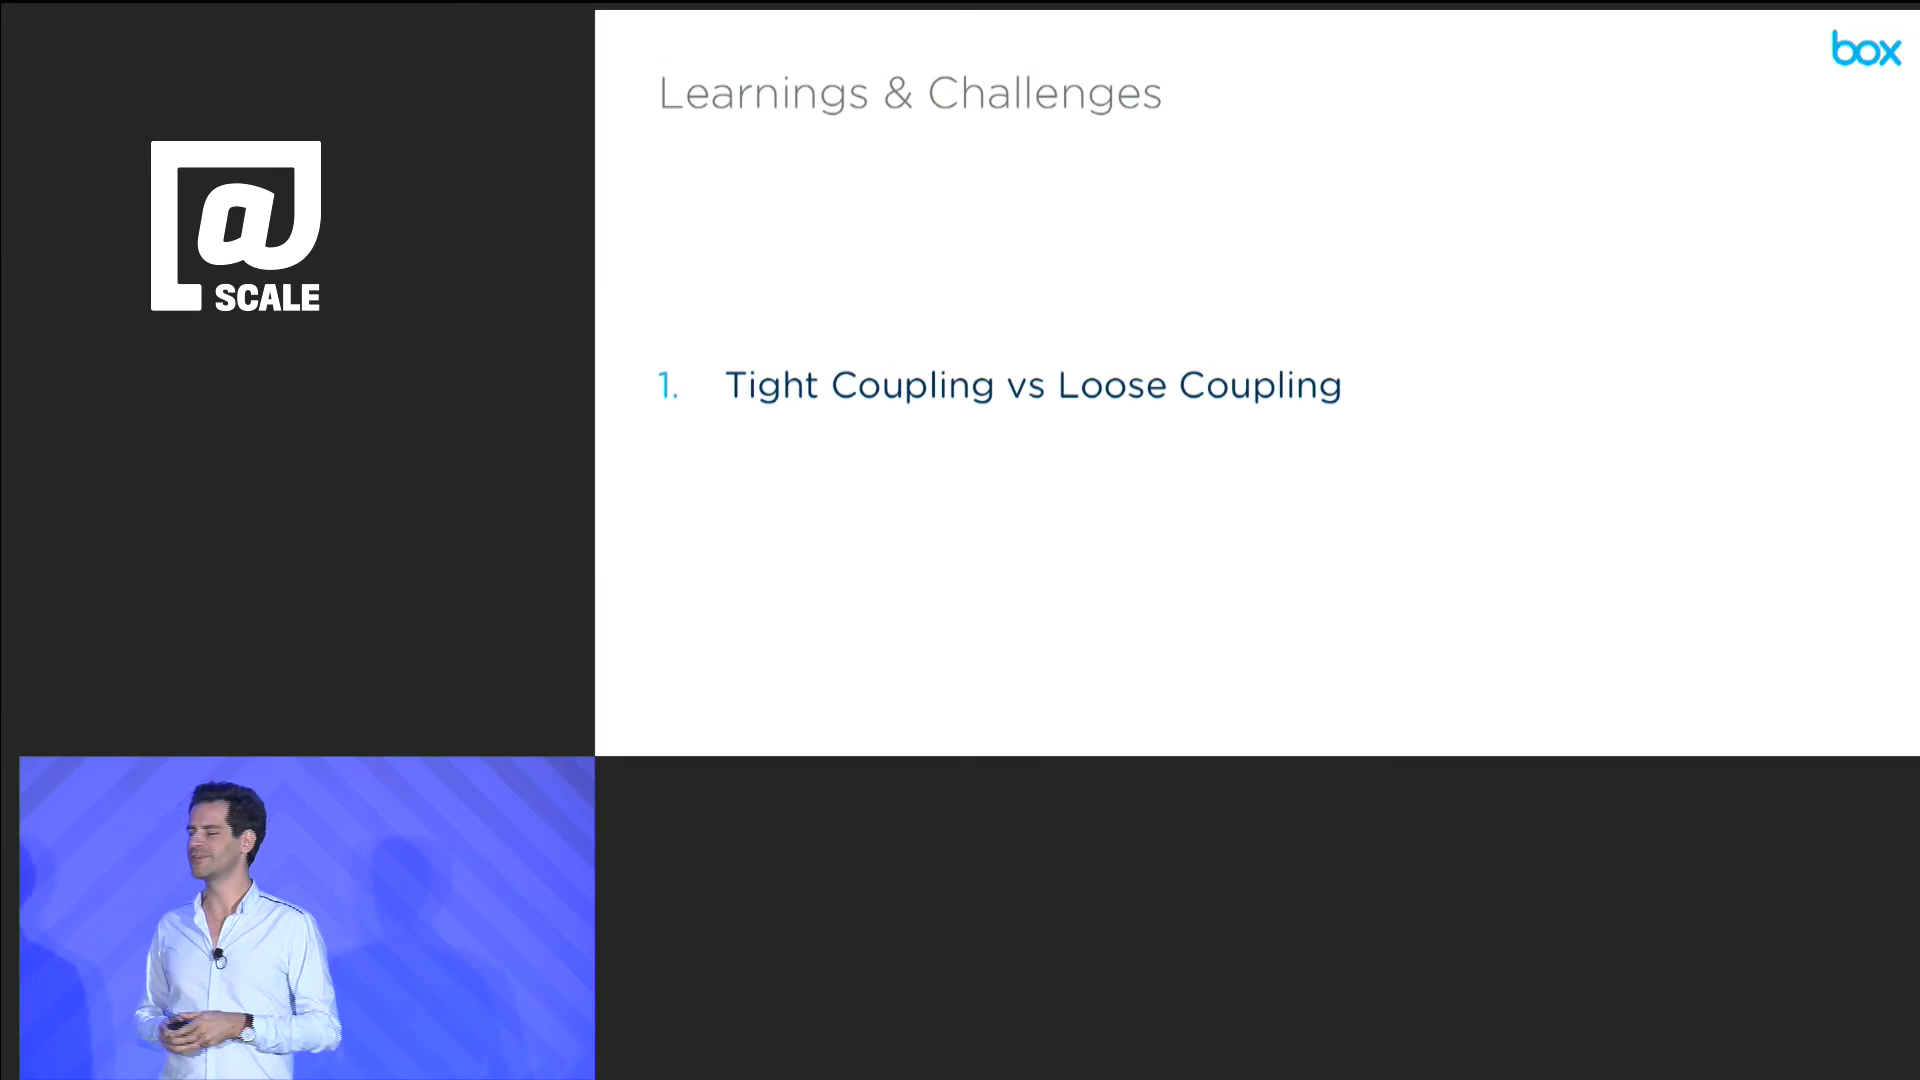 box
Learnings & Challenges
@
SCALE
1. Tight Coupling vs Loose Coupling